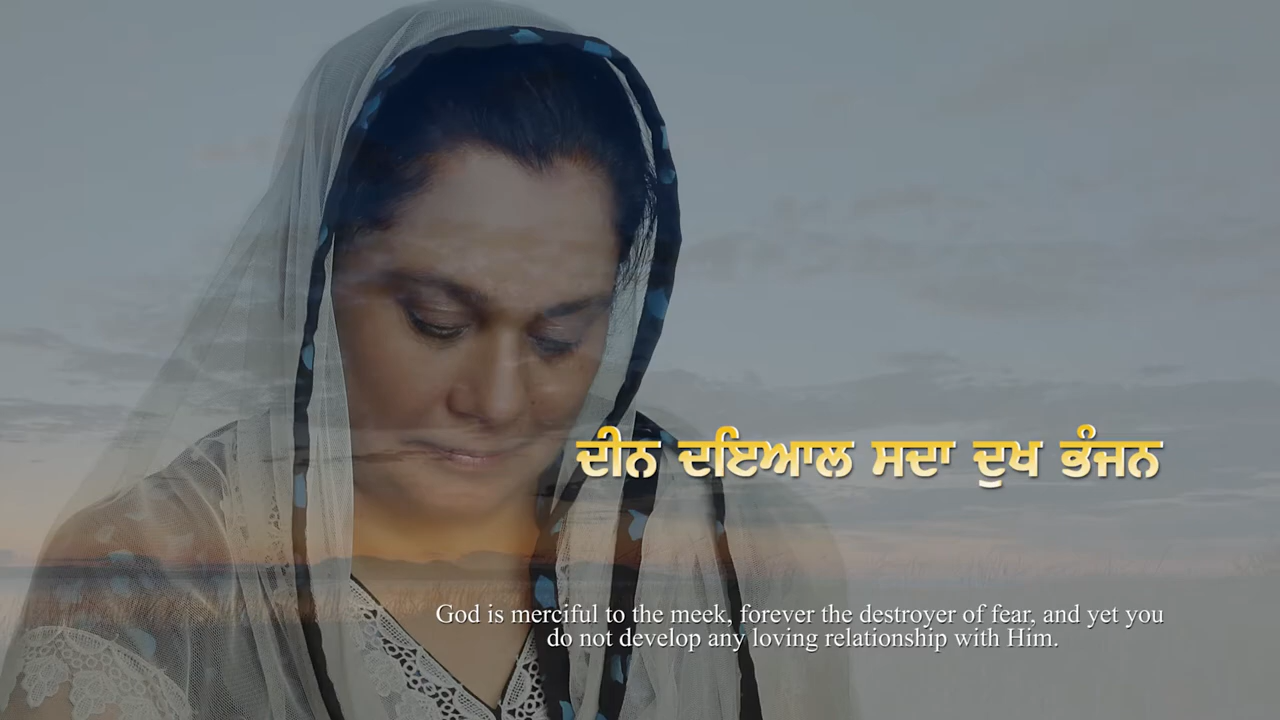 ਦੀਨ ਦਇਆਲ ਸਦਾ ਦੁਖ ਭੰਜਨ
God is merciful to the meek, forever the destroyer of fear, and yet you
do not develop any loving relationship with Him.